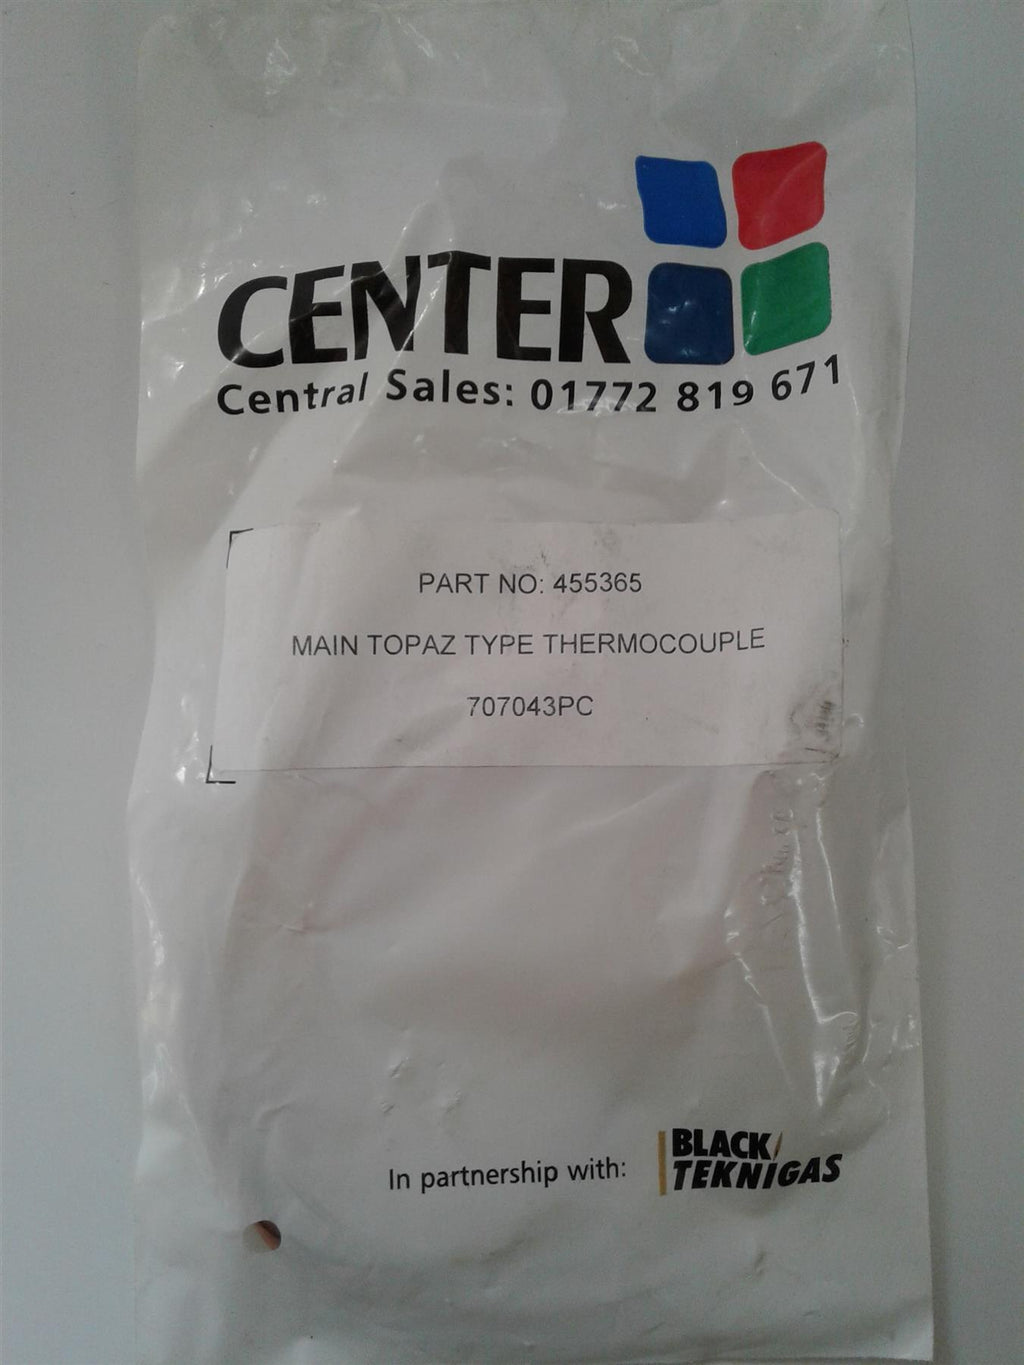 CENTER
Central Sales: 01772 819 671
PART NO: 455365
MAIN TOPAZ TYPE THERMOCOUPLE
707043PC
In partnership with:
BLACK
TEKNIGAS